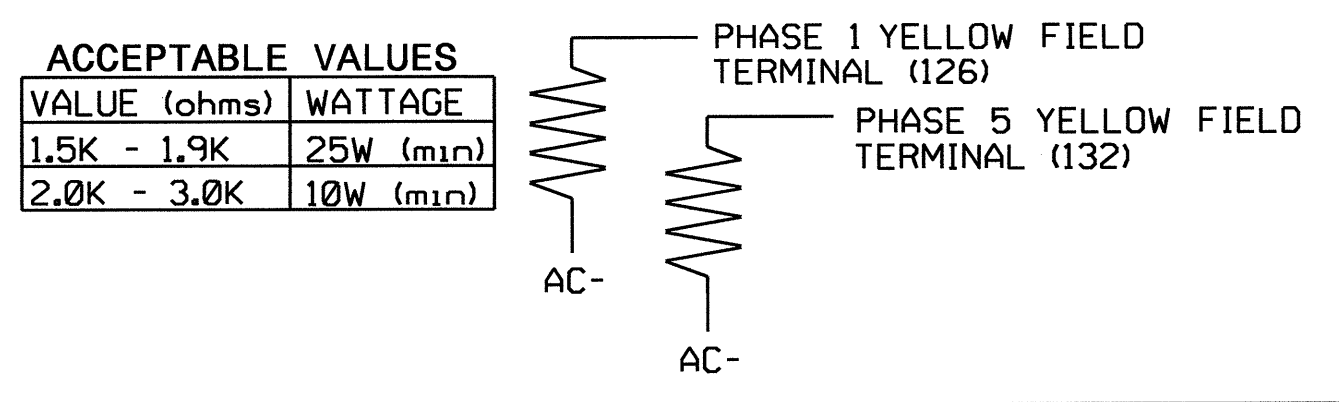 ACCEPTABLE VALUES
VALUE (ohms) WATTAGE
1.5K - 1.9K 25W (min)
2.0K - 3.0K 10W (min)
PHASE 1 YELLOW FIELD
TERMINAL (126)
PHASE 5 YELLOW FIELD
TERMINAL (132)
AC-
AC-